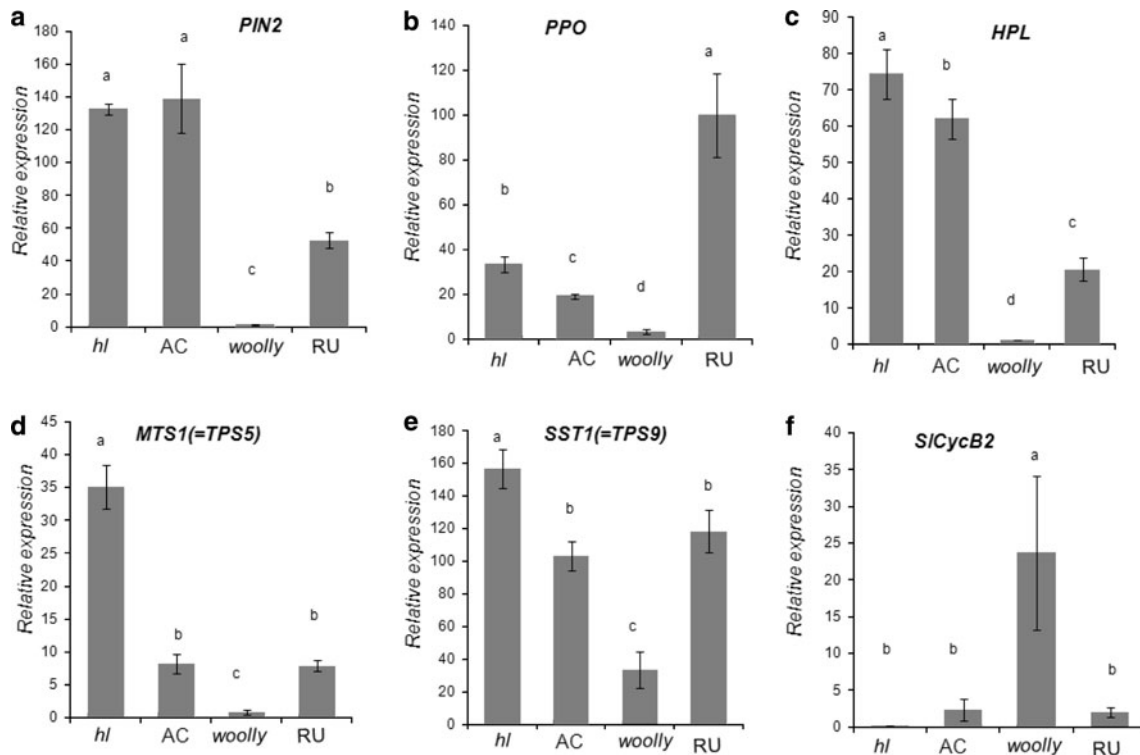 a
PIN2
Relative expression
180
160
140
120
100
80
60
40
20
0
a
a
c
b
hl
AC
woolly
RU
b
PPO
Relative expression
140
120
100
80
60
40
20
0
b
c
d
a
hl
AC
woolly
RU
c
HPL
Relative expression
90
80
70
60
50
40
30
20
10
0
a
b
d
c
hl
AC
woolly
RU
d
MTS1(=TPS5)
Relative expression
45
40
35
30
25
20
15
10
5
0
a
b
c
b
hl
AC
woolly
RU
e
SST1(=TPS9)
Relative expression
180
160
140
120
100
80
60
40
20
0
a
b
c
b
hl
AC
woolly
RU
f
SlCycB2
Relative expression
40
35
30
25
20
15
10
5
0
b
b
a
b
hl
AC
woolly
RU